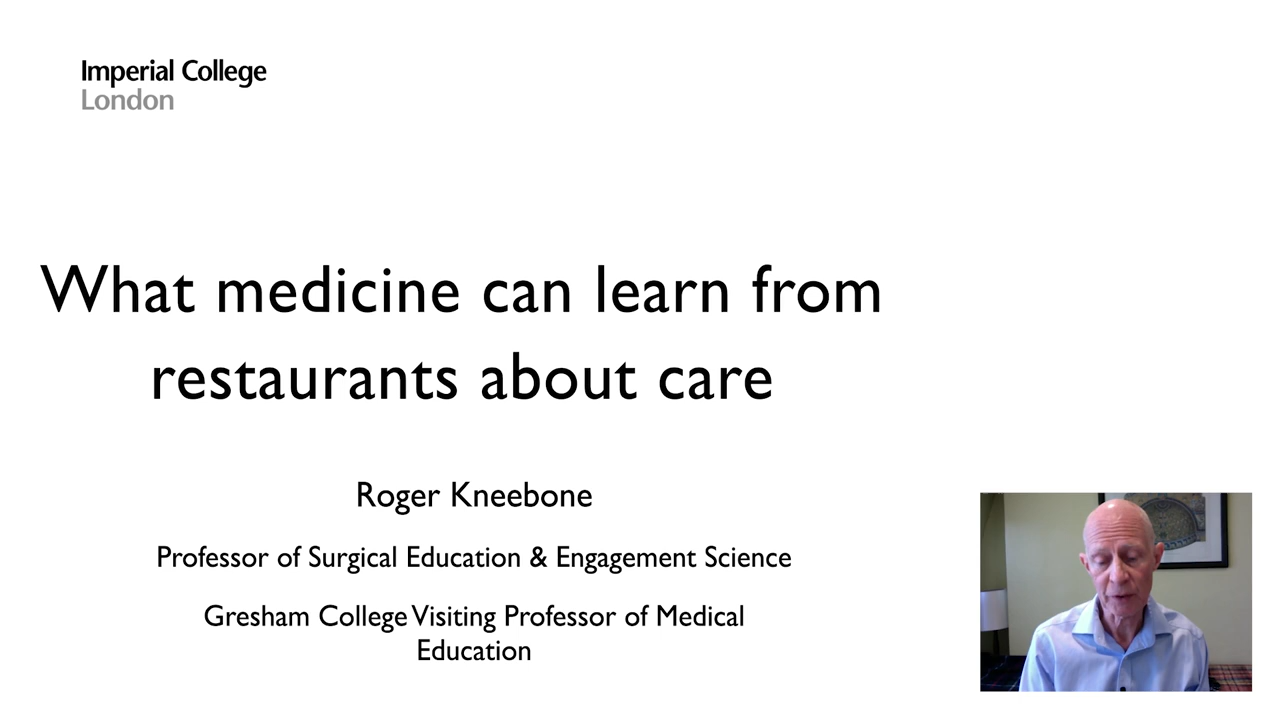 Imperial College
London
What medicine can learn from
restaurants about care
Roger Kneebone
Professor of Surgical Education & Engagement Science
Gresham College Visiting Professor of Medical
Education